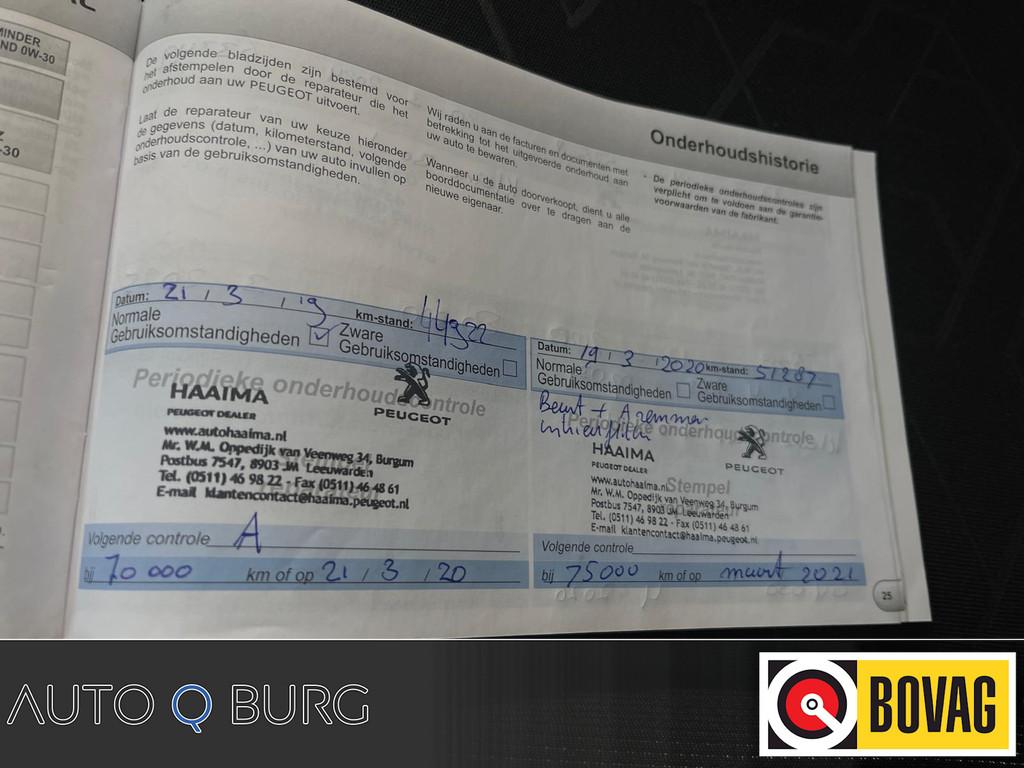 MINDER
ND 0W-30
-30
Onderhoudshistorie
De volgende bladzijden zijn bestemd voor
het afstempelen door de reparateur die het
onderhoud aan uw PEUGEOT uitvoert.
Laat de reparateur van uw keuze hieronder
de gegevens (datum, kilometerstand, volgende
onderhoudscontrole, ...) van uw auto invullen op
basis van de gebruiksomstandigheden.
Wij raden u aan de facturen en documenten met
betrekking tot het uitgevoerde onderhoud aan
uw auto te bewaren.
Wanneer u de auto doorverkoopt, dient u alle
boorddocumentatie over te dragen aan de
nieuwe eigenaar.
- De periodieke onderhoudscontroles zijn
verplicht om te voldoen aan de garantie-
voorwaarden van de fabrikant.
Datum: 21 / 3 / 19 km-stand: 44922
Normale
Gebruiksomstandigheden
Zware
Gebruiksomstandigheden
Periodieke onderhoudscontrole
HAAIMA
PEUGEOT DEALER
PEUGEOT
www.autohaaima.nl
Mr. W.M. Oppedijk van Veenweg 34, Burgum
Postbus 7547, 8903 JM Leeuwarden
Tel. (0511) 46 98 22 - Fax (0511) 46 48 61
E-mail klantencontact@haaima.peugeot.nl
Volgende controle A
bij 70 000 km of op 21 / 3 / 20
Datum: 19 / 3 / 2020 km-stand: 51287
Normale
Gebruiksomstandigheden
Zware
Gebruiksomstandigheden
Beurt +
Periodieke onderhoudscontrole
HAAIMA
PEUGEOT DEALER
PEUGEOT
Stempel
www.autohaaima.nl
Mr. W.M. Oppedijk van Veenweg 34, Burgum
Postbus 7547, 8903 JM Leeuwarden
Tel. (0511) 46 98 22 - Fax (0511) 46 48 61
E-mail klantencontact@haaima.peugeot.nl
Volgende controle
bij 75000 km of op maart 2021
25
AUTO Q BURG
BOVAG